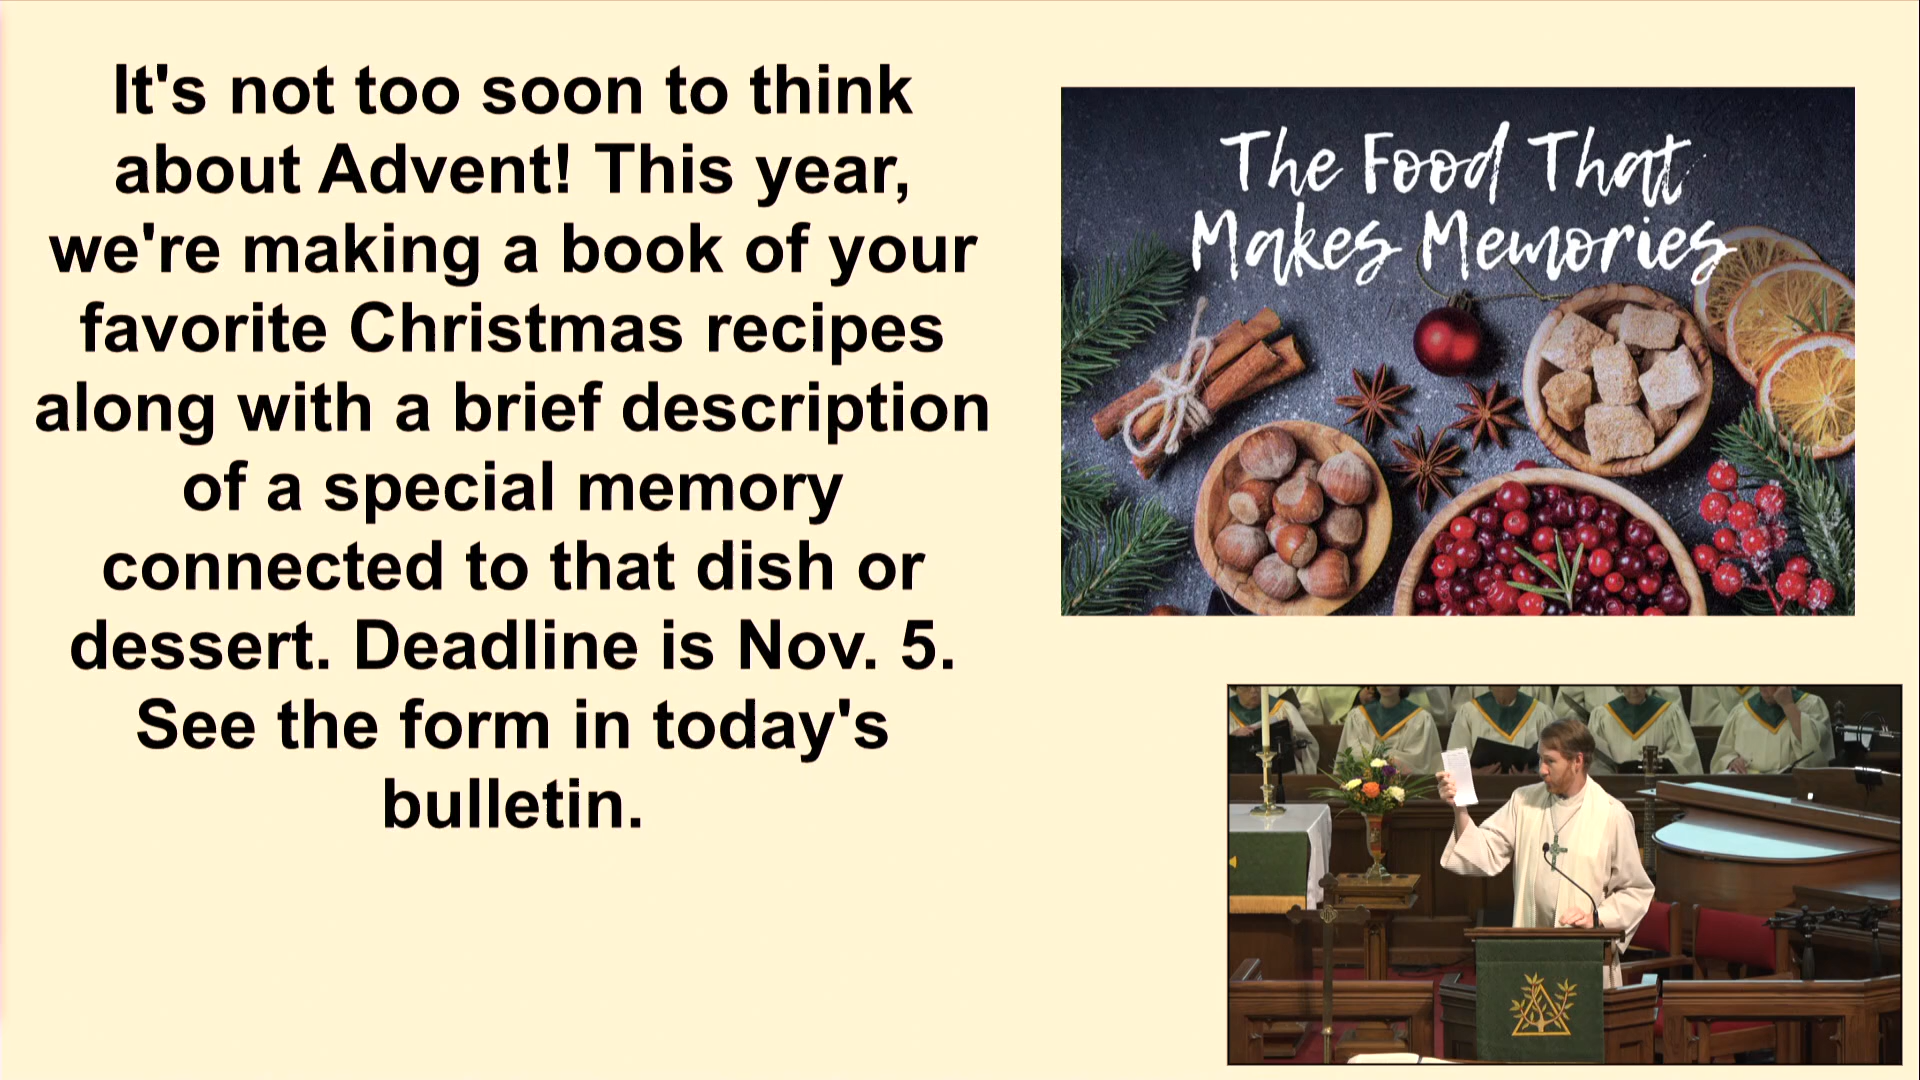 It's not too soon to think
about Advent! This year,
we're making a book of your
favorite Christmas recipes
along with a brief description
of a special memory
connected to that dish or
dessert. Deadline is Nov. 5.
See the form in today's
bulletin.
The Food That
Makes Memories